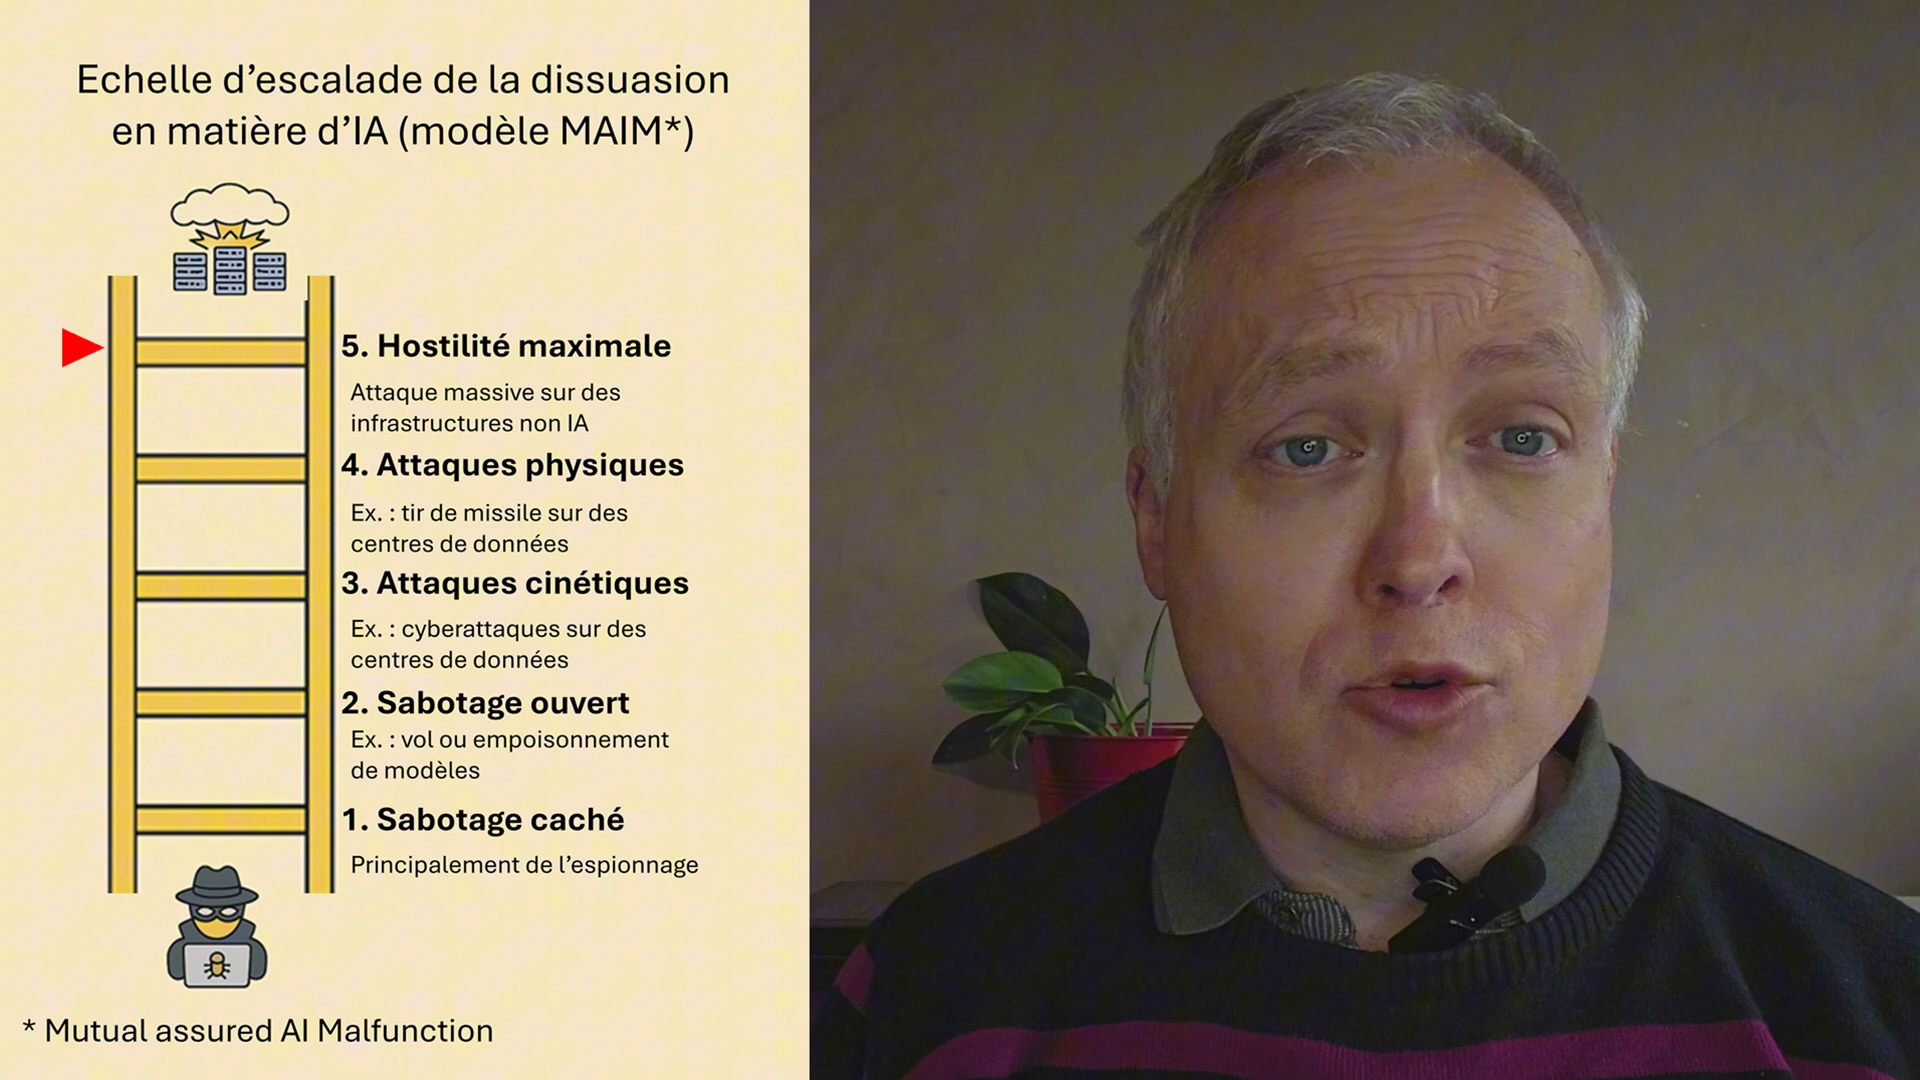 Echelle d’escalade de la dissuasion
en matière d’IA (modèle MAIM*)
5. Hostilité maximale
Attaque massive sur des
infrastructures non IA
4. Attaques physiques
Ex. : tir de missile sur des
centres de données
3. Attaques cinétiques
Ex. : cyberattaques sur des
centres de données
2. Sabotage ouvert
Ex. : vol ou empoisonnement
de modèles
1. Sabotage caché
Principalement de l’espionnage
* Mutual assured AI Malfunction